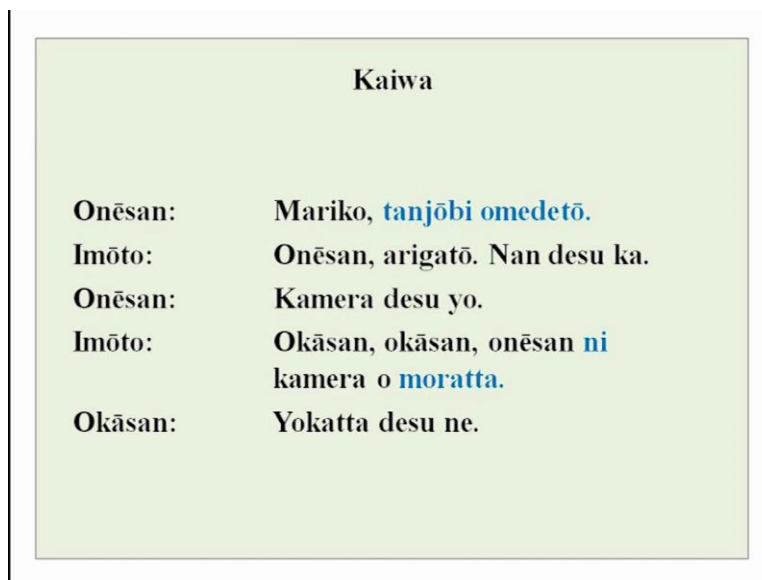 Kaiwa
Onēsan: Mariko, tanjōbi omedetō.
Imōto: Onēsan, arigatō. Nan desu ka.
Onēsan: Kamera desu yo.
Imōto: Okāsan, okāsan, onēsan ni
kamera o moratta.
Okāsan: Yokatta desu ne.